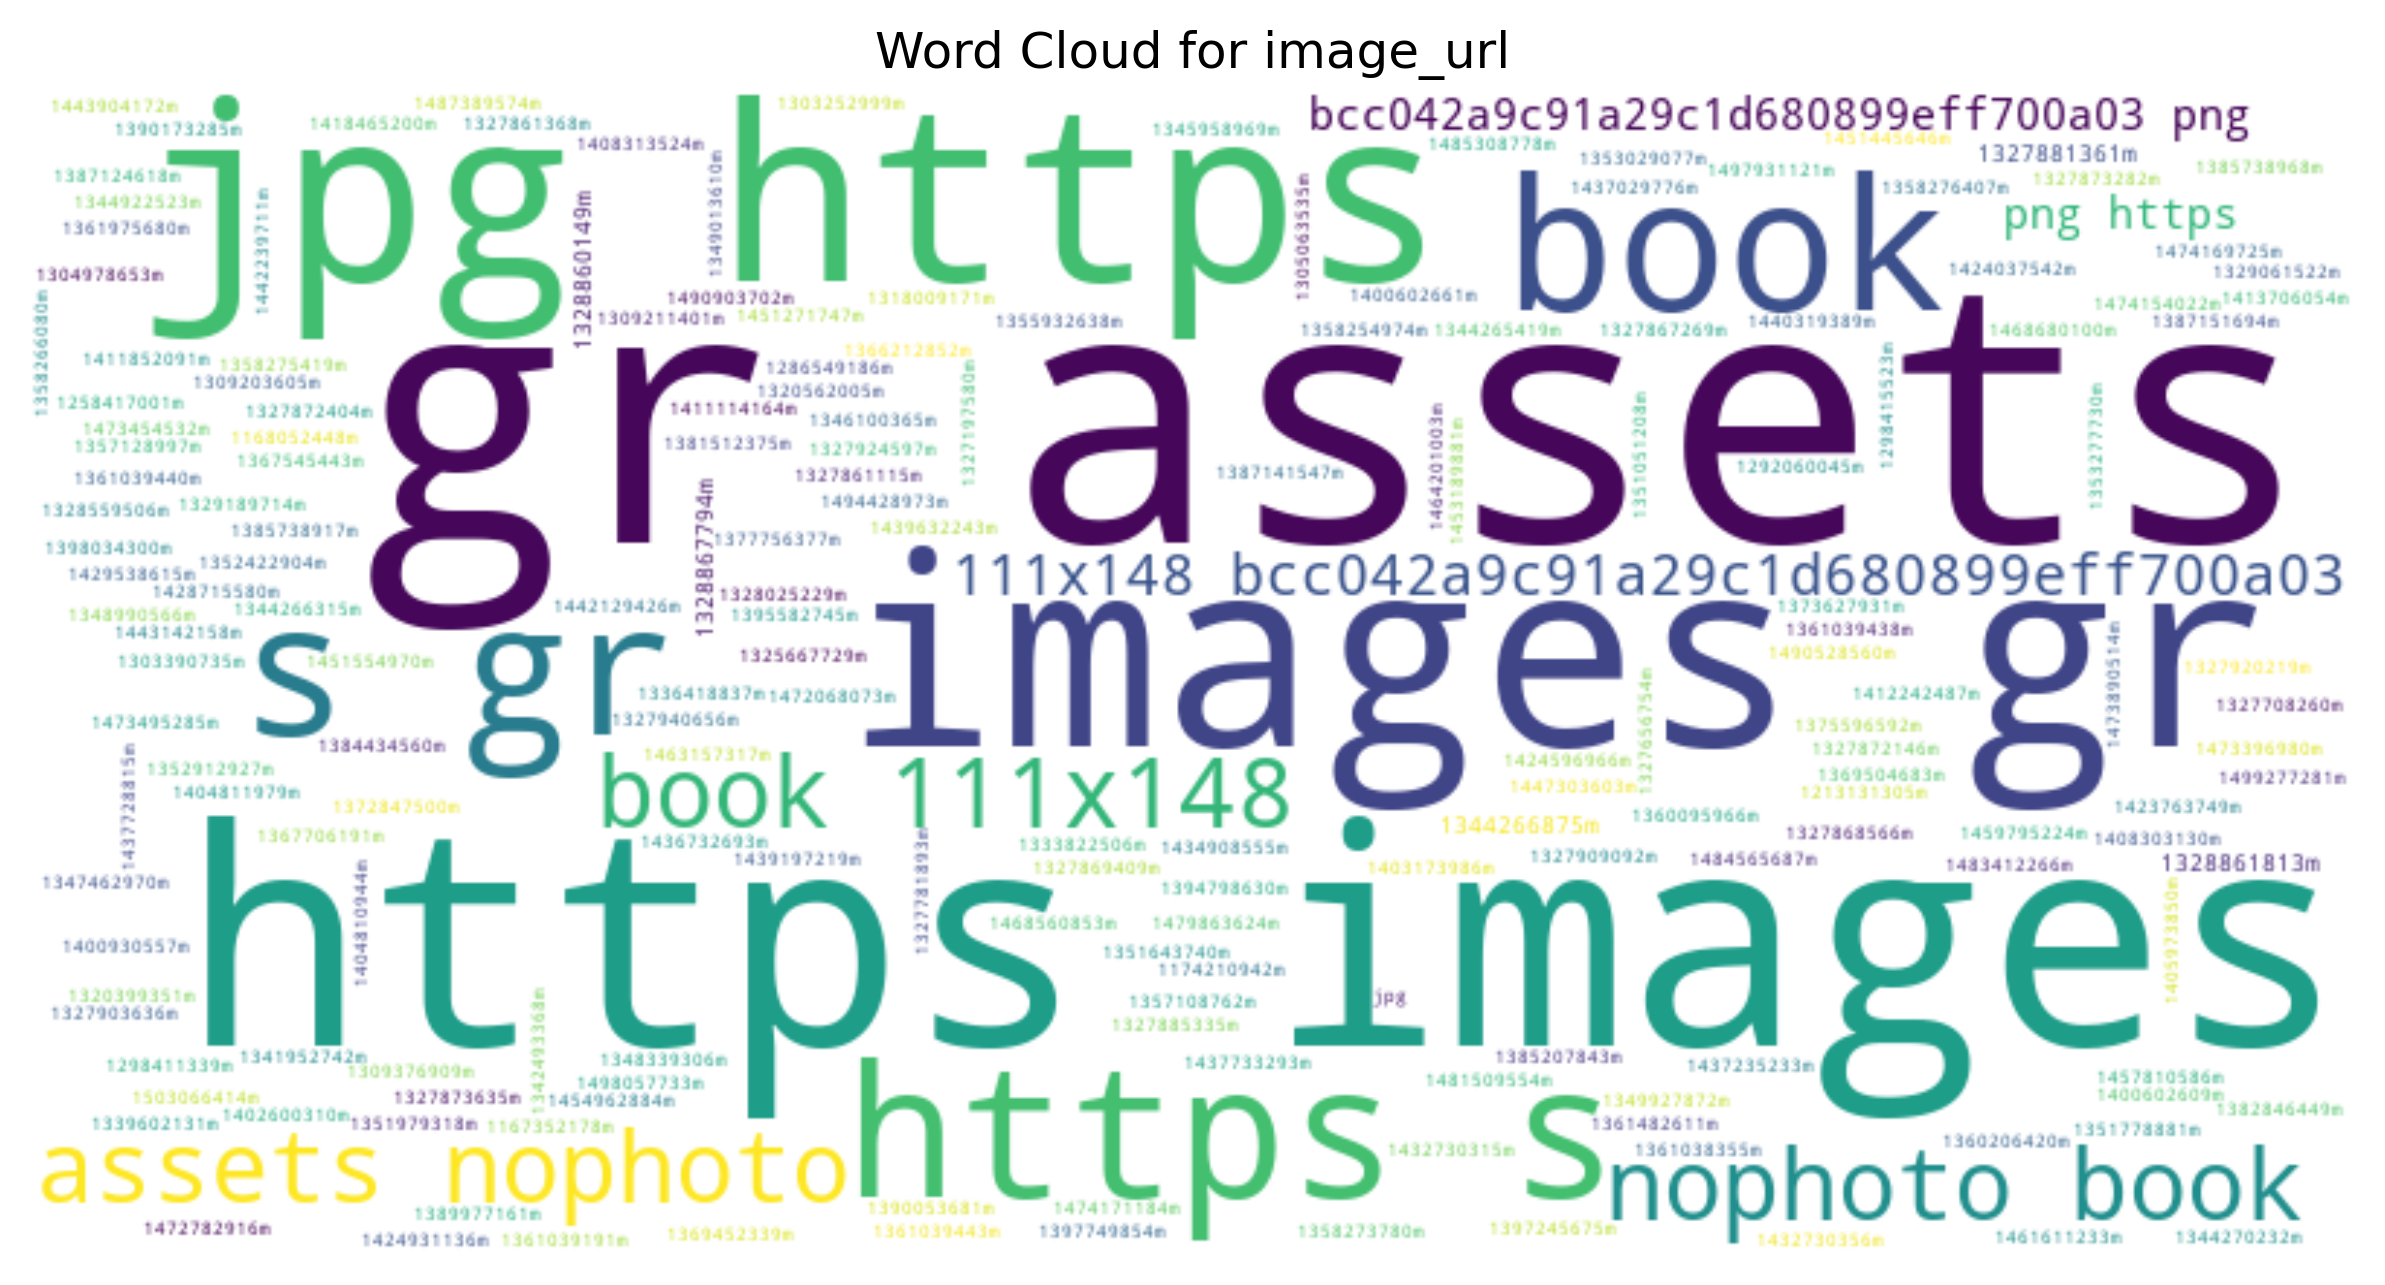 Word Cloud for image_url
1443904172m
1487389574m
1303252999m
bcc042a9c91a29c1d680899eff700a03 png
1390173285m
1418465200m
1327861368m
1408313524m
1345958969m
1485308778m
1451445646m
jpg https
1353029077m
1327881361m
1387124618m
1437029776m
1497931121m
1358276407m
1327873282m
1385738968m
1344922523m
book
png https
1361975680m
1442239711m
1328860149m
1349013610m
1305063535m
1304978653m
1474169725m
1424037542m
1329061522m
1490903702m
1318009171m
1400602661m
1474154022m
1413706054m
1309211401m
1451271747m
1355932638m
1358254974m
1344265419m
1327867269m
1440319389m
1468680100m
1387151694m
1358266080m
gr assets
1411852091m
1358275419m
1366212852m
1309203605m
1286549186m
1320562005m
1258417001m
1327872404m
1411114164m
1346100365m
1473454532m
1168052448m
1357128997m
1381512375m
1327924597m
1367545443m
1327197580m
1464201003m
1453189881m
1351051208m
1298415523m
1353277730m
1361039440m
1327861115m
1387141547m
1292060045m
1328559506m
1329189714m
1494428973m
1385738917m
1439632243m
1328867794m
1377756377m
1398034300m
1352422904m
1429538615m
111x148 bcc042a9c91a29c1d680899eff700a03
1428715580m
1328025229m
1348990566m
1344266315m
1442129426m
1395582745m
1373627931m
images gr
1443142158m
1361039438m
s gr
1303390735m
1451554970m
1325667729m
1490528560m
1473890514m
1327920219m
1336418837m
1472068073m
1327656754m
1412242487m
1327708260m
1473495285m
1327940656m
1375596592m
1384434560m
1463157317m
1327872146m
1473396980m
1437728815m
1352912927m
book 111x148
1424596966m
1369504683m
1499277281m
1404811979m
1372847500m
1447303603m
1213131305m
1423763749m
1367706191m
1344266875m
1360095966m
1327868566m
1459795224m
1408303130m
1436732693m
1333822506m
1434908555m
1439197219m
1327869409m
1327909092m
1484565687m
1483412266m
1328861813m
1347462970m
1404810944m
1327781893m
1394798630m
1403173986m
1405973850m
https images
1468560853m
1479863624m
1400930557m
1351643740m
1174210942m
1320399351m
1357108762m
jpg
1327903636m
1342493368m
1327885335m
1298411339m
1341952742m
1348339306m
1437733293m
1385207843m
1437235233m
1309376909m
1498057733m
1481509554m
1457810586m
1503066414m
1327873635m
1454962884m
https s
1349927872m
1400602609m
1402600310m
1382846449m
1339602131m
1351979318m
1167352178m
1361482611m
1351778881m
assets nophoto
1432730315m
1361038355m
1360206420m
nophoto book
1389977161m
1390053681m
1474171184m
1472782916m
1424931136m
1361039191m
1369452339m
1361039443m
1397749854m
1358273780m
1397245675m
1432730356m
1461611233m
1344270232m